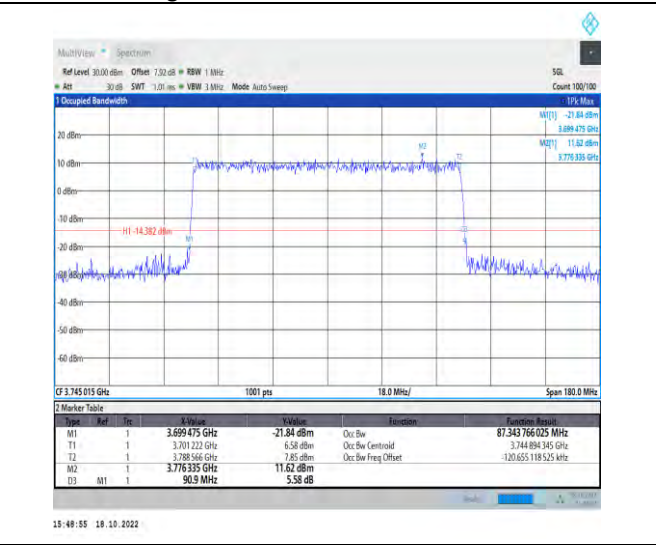 MultiView Spectrum
Ref Level 30.00 dBm Offset 7.92 dB RBW 1 MHz SGL
Att 30 dB SWT 1.01 ms VBW 3 MHz Mode Auto Sweep Count 100/100
1 Occupied Bandwidth 1Pk Max
M1[1] -21.84 dBm
3.699 475 GHz
M2[1] 11.62 dBm
3.776 335 GHz
20 dBm
M2
T1 T2
10 dBm
0 dBm
-10 dBm
H1 -14.382 dBm
D3
M1
-20 dBm
-30 dBm
-40 dBm
-50 dBm
-60 dBm
CF 3.745 015 GHz 1001 pts 18.0 MHz/ Span 180.0 MHz
2 Marker Table
Type Ref Trc X-Value Y-Value Function Function Result
M1 1 3.699 475 GHz -21.84 dBm Occ Bw 87.343 766 025 MHz
T1 1 3.701 222 GHz 6.58 dBm Occ Bw Centroid 3.744 894 345 GHz
T2 1 3.788 566 GHz 7.85 dBm Occ Bw Freq Offset -120.655 118 525 kHz
M2 1 3.776 335 GHz 11.62 dBm
D3 M1 1 90.9 MHz 5.58 dB
15:48:55 18.10.2022